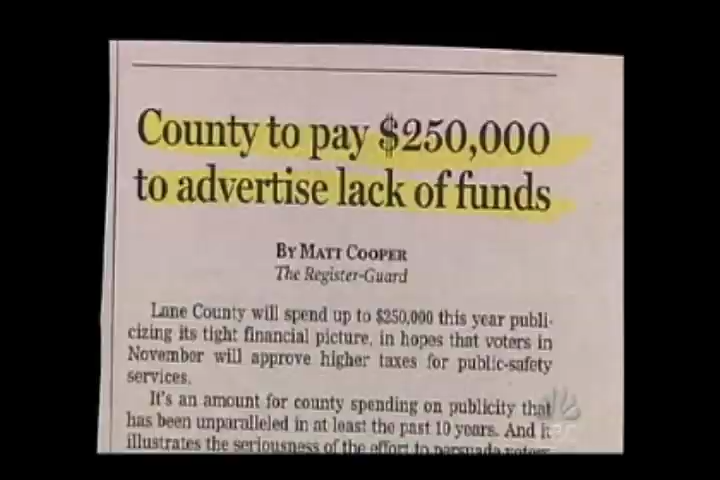 County to pay $250,000
to advertise lack of funds
BY MATT COOPER
The Register-Guard
Lane County will spend up to $250,000 this year publi-
cizing its tight financial picture, in hopes that voters in
November will approve higher taxes for public-safety
services.
It's an amount for county spending on publicity that
has been unparalleled in at least the past 10 years. And it
illustrates the seriousness of the effort to persuade voters